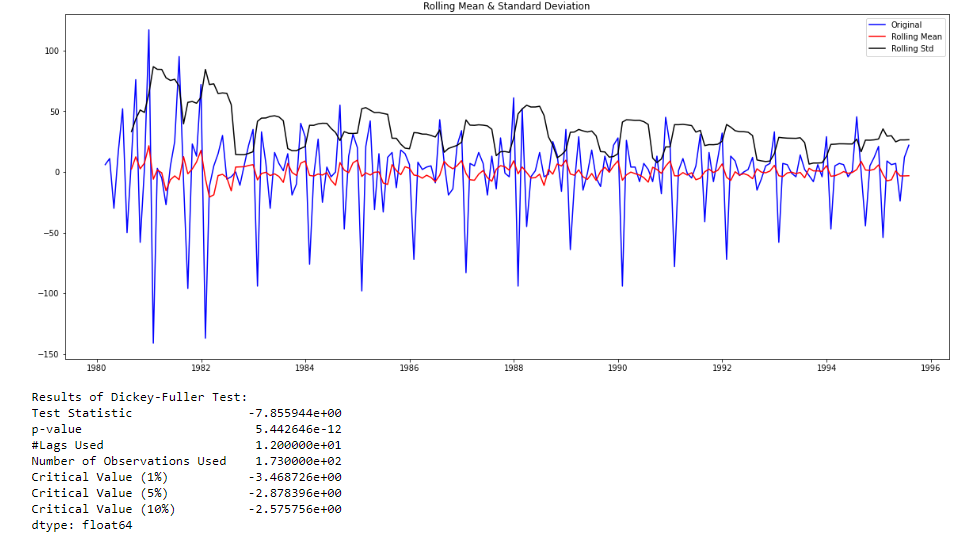 Rolling Mean & Standard Deviation
Original
Rolling Mean
Rolling Std
100
50
0
−50
−100
−150
1980 1982 1984 1986 1988 1990 1992 1994 1996
Results of Dickey-Fuller Test:
Test Statistic -7.855944e+00
p-value 5.442646e-12
#Lags Used 1.200000e+01
Number of Observations Used 1.730000e+02
Critical Value (1%) -3.468726e+00
Critical Value (5%) -2.878396e+00
Critical Value (10%) -2.575756e+00
dtype: float64